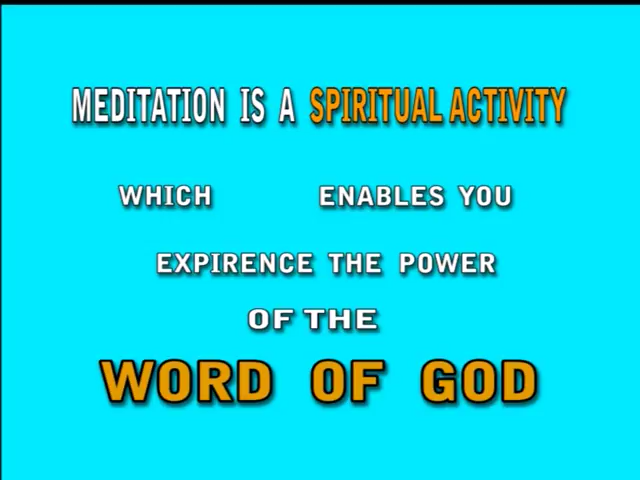 MEDITATION IS A SPIRITUAL ACTIVITY
WHICH ENABLES YOU
EXPIRENCE THE POWER
OF THE
WORD OF GOD